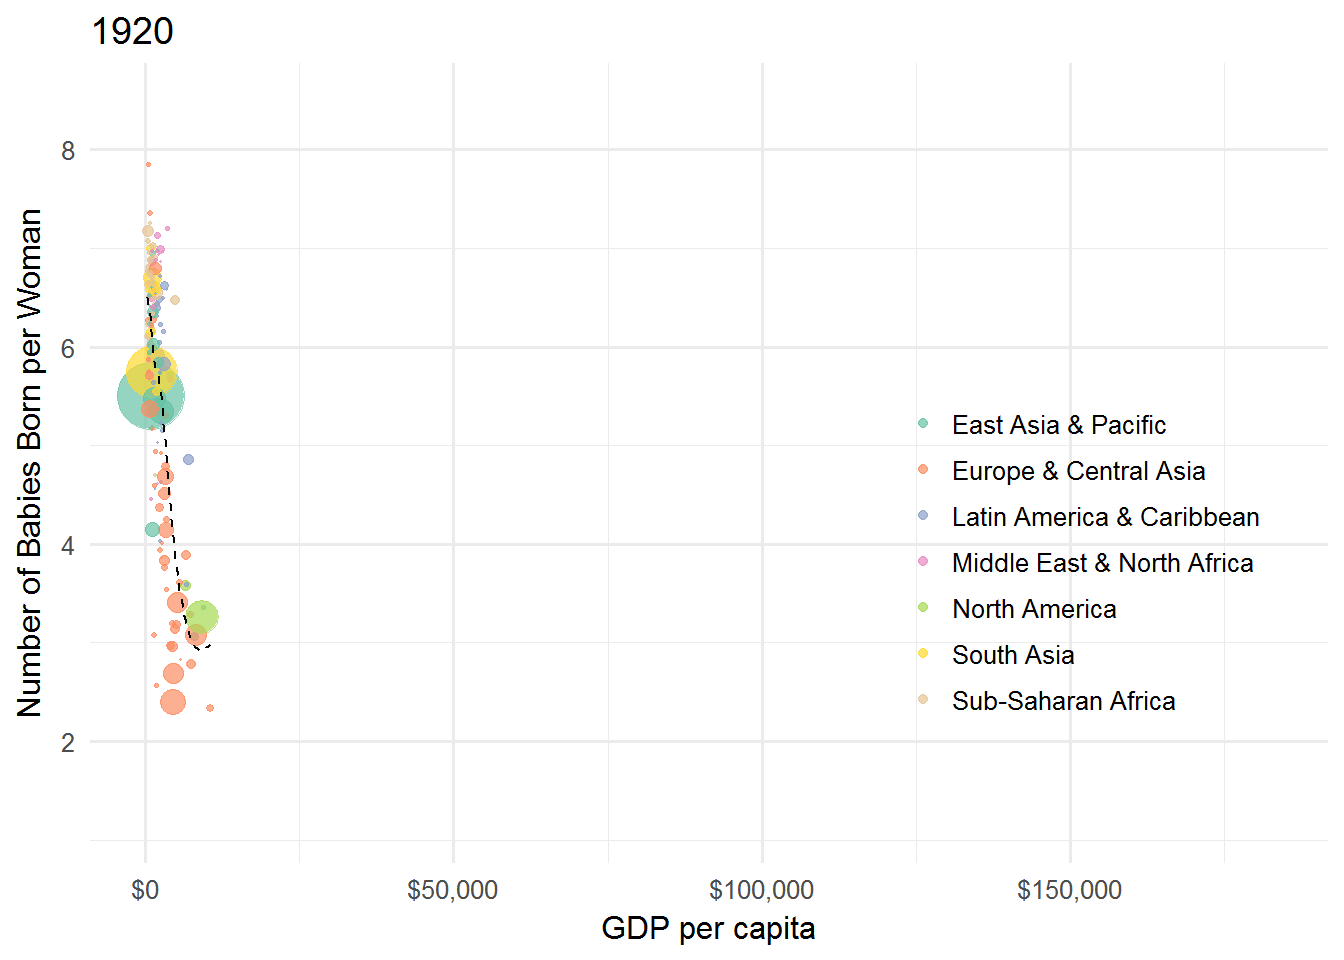 1920
Number of Babies Born per Woman
8
6
4
2
East Asia & Pacific
Europe & Central Asia
Latin America & Caribbean
Middle East & North Africa
North America
South Asia
Sub-Saharan Africa
$0 $50,000 $100,000 $150,000
GDP per capita